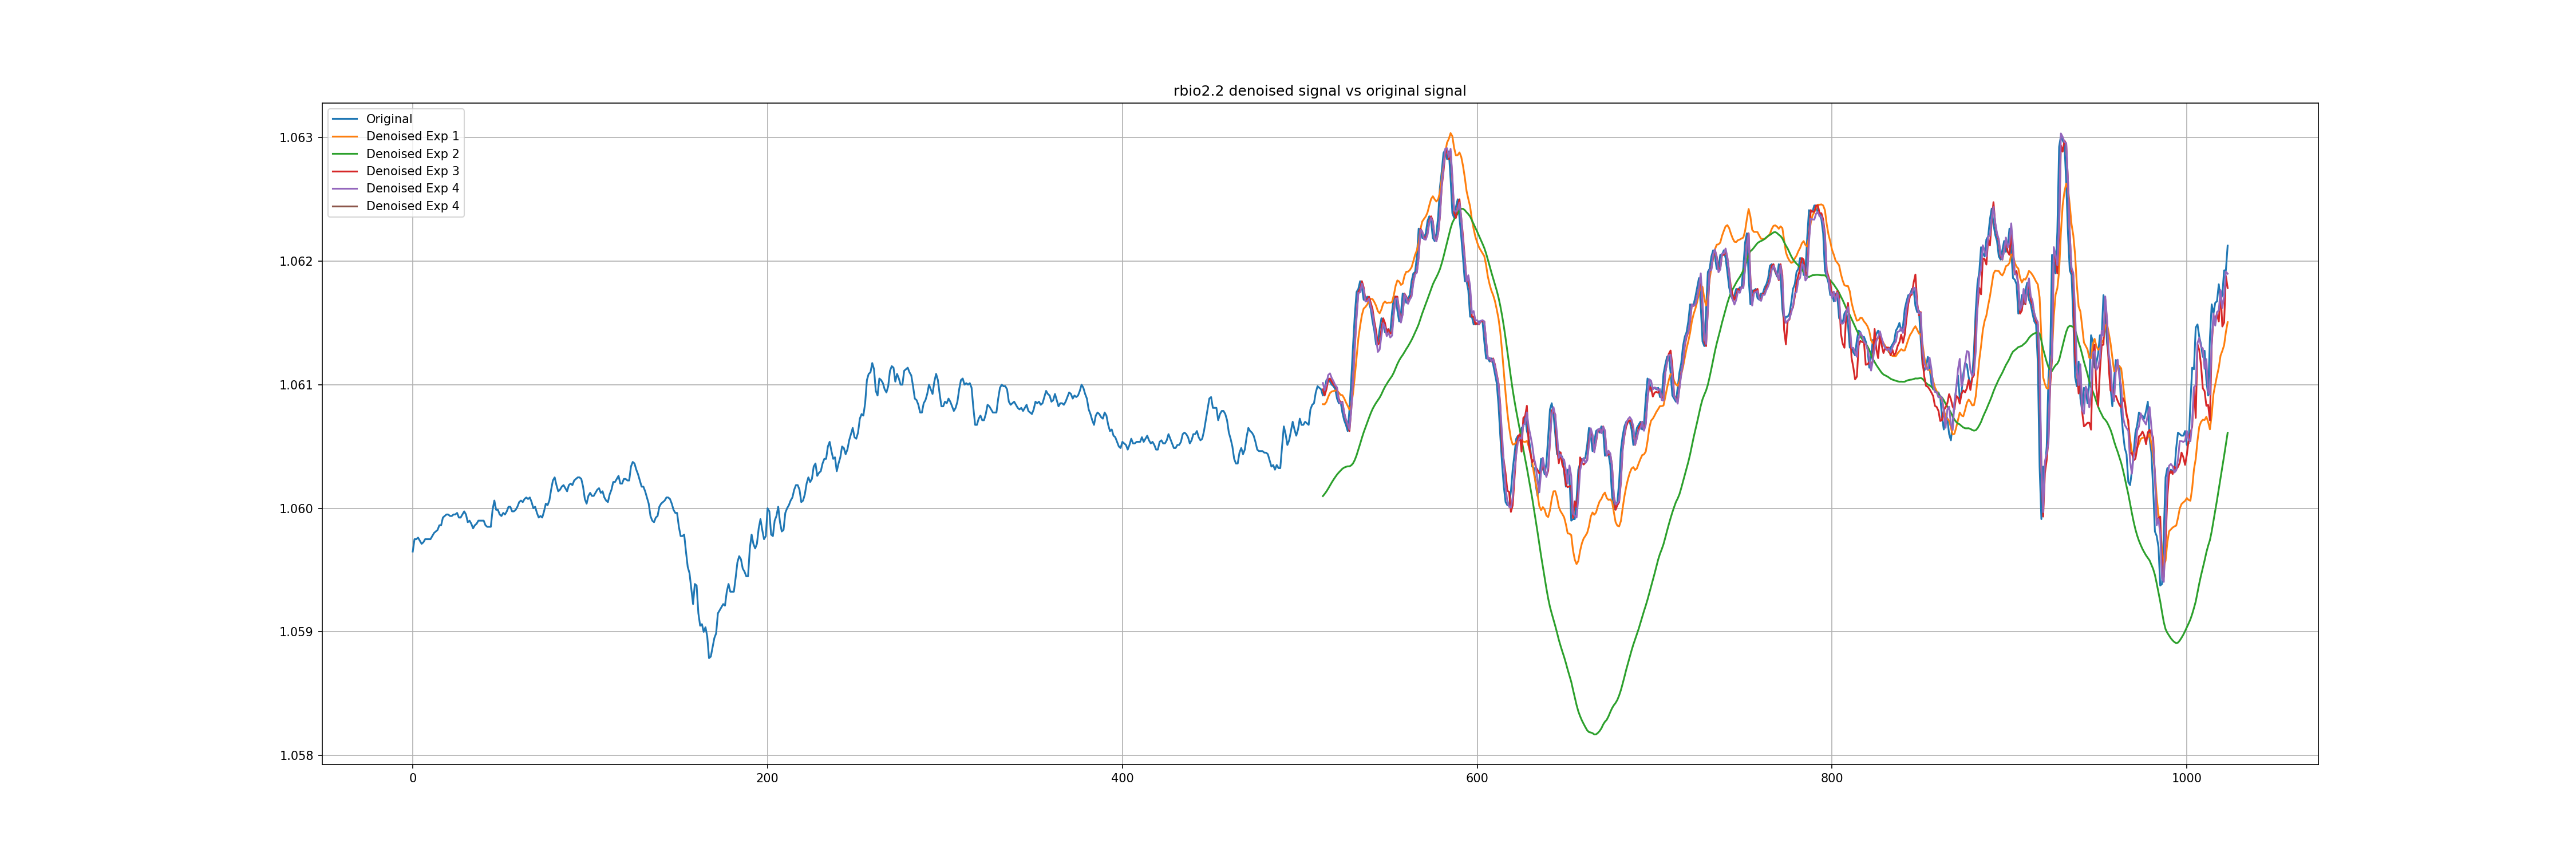 rbio2.2 denoised signal vs original signal
Original
Denoised Exp 1
Denoised Exp 2
Denoised Exp 3
Denoised Exp 4
Denoised Exp 4
1.063
1.062
1.061
1.060
1.059
1.058
0 200 400 600 800 1000